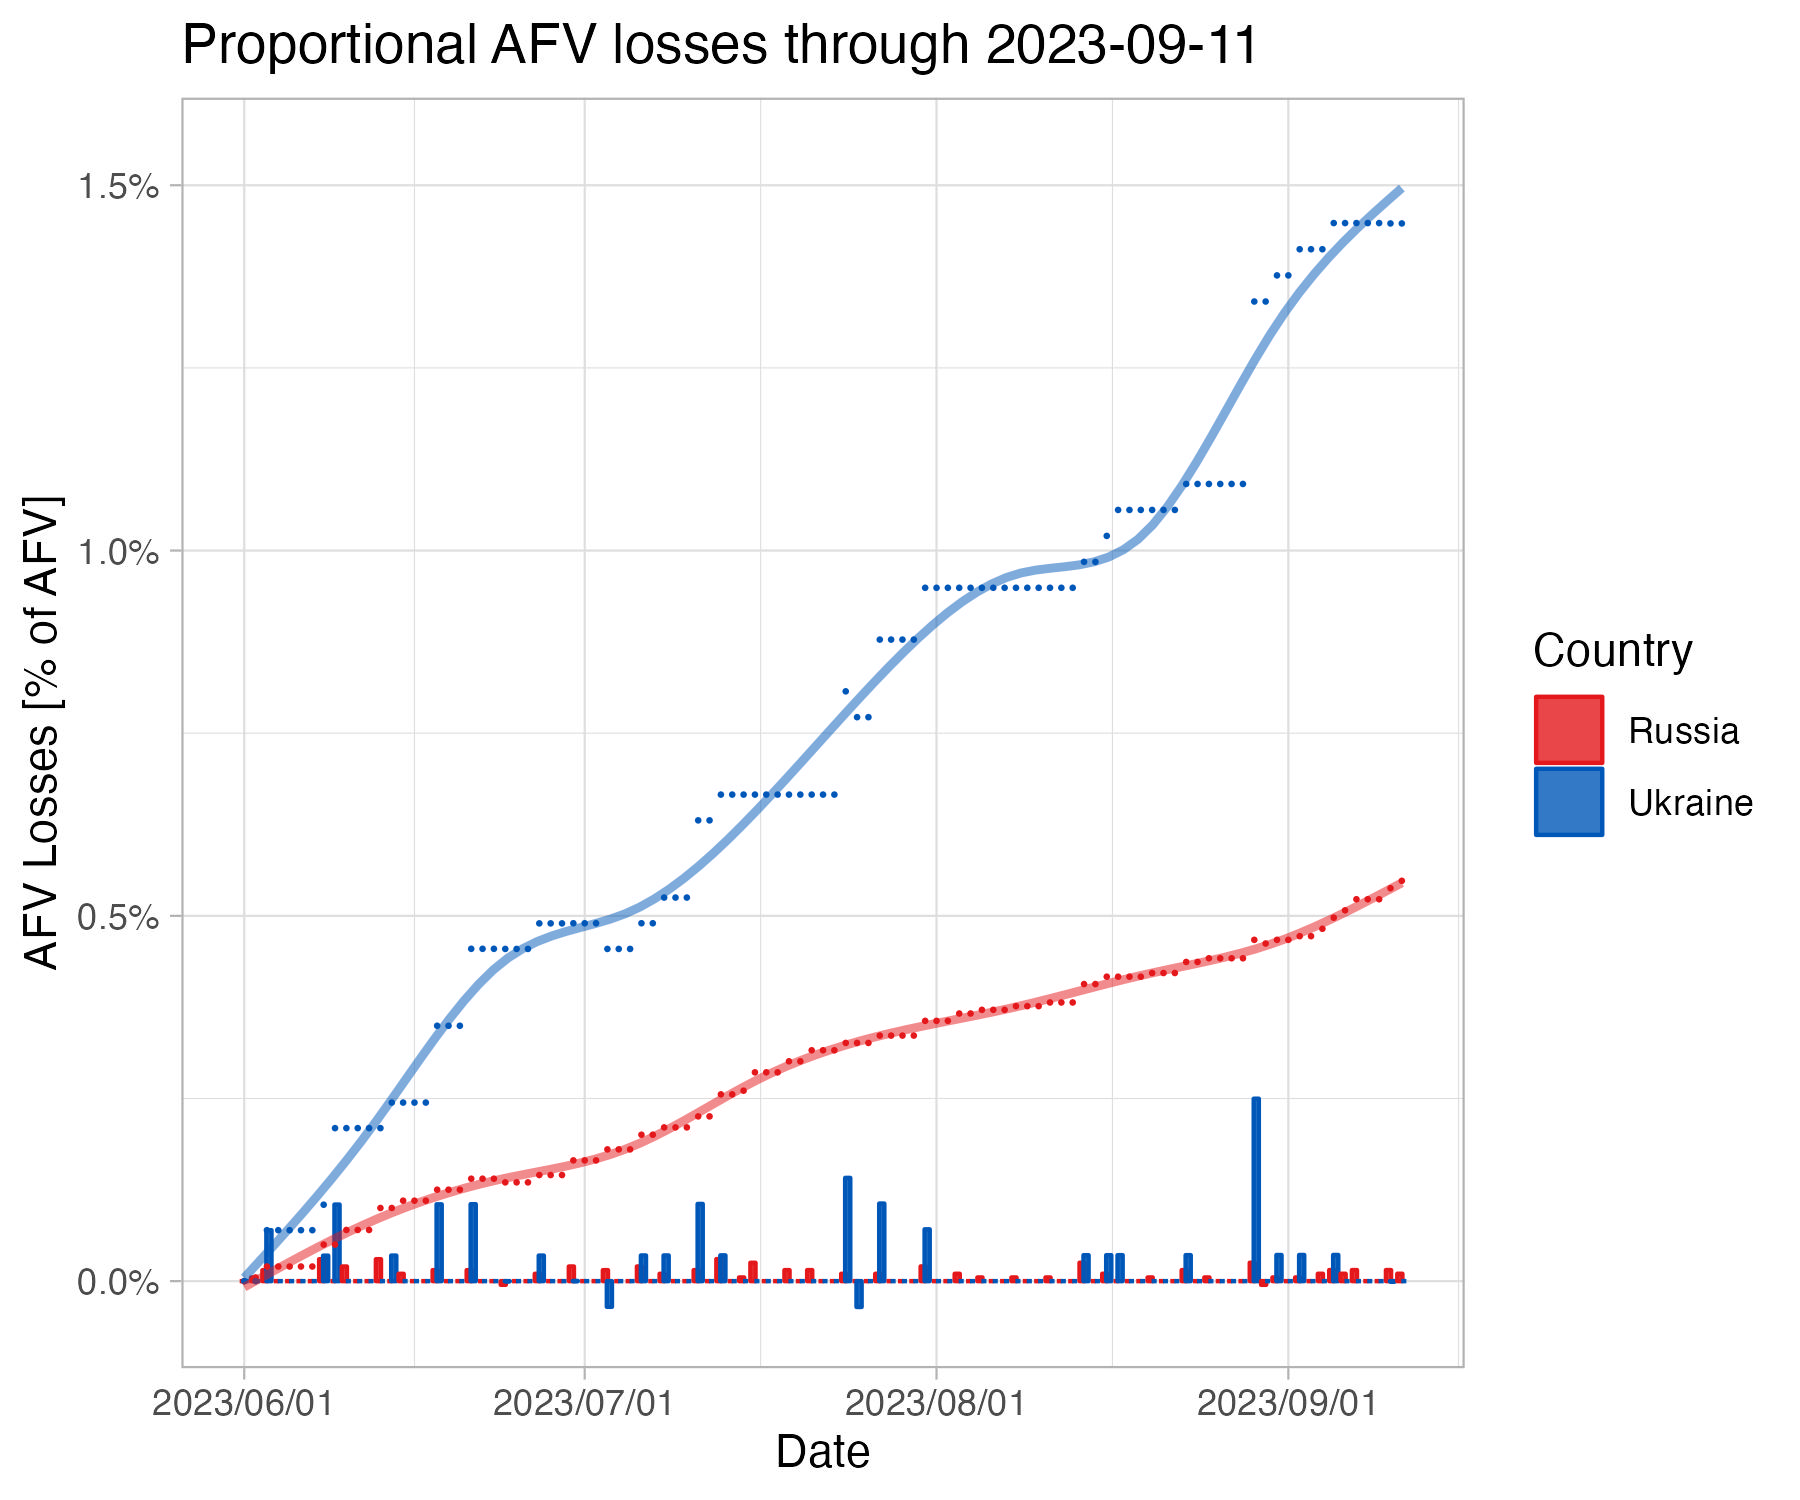 Proportional AFV losses through 2023-09-11
AFV Losses [% of AFV]
1.5%
1.0%
0.5%
0.0%
2023/06/01
2023/07/01
2023/08/01
2023/09/01
Date
Country
Russia
Ukraine